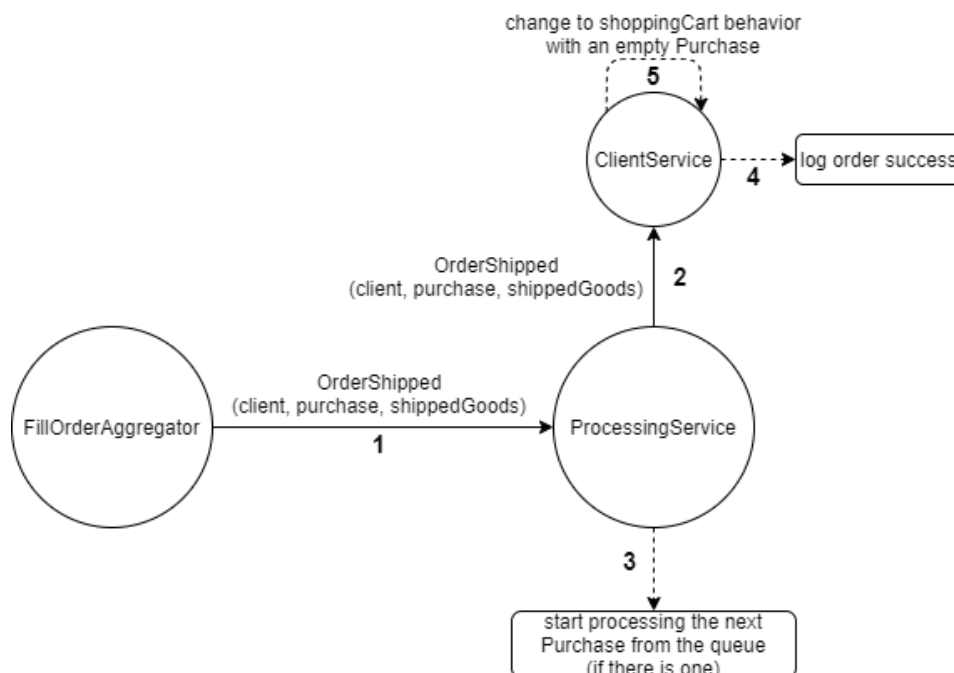 change to shoppingCart behavior
with an empty Purchase
5
ClientService
log order success
4
OrderShipped
(client, purchase, shippedGoods)
2
OrderShipped
(client, purchase, shippedGoods)
FillOrderAggregator
ProcessingService
1
3
start processing the next
Purchase from the queue
(if there is one)